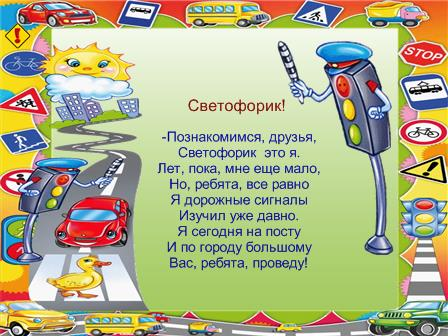 Светофорик!
-Познакомимся, друзья,
Светофорик это я.
Лет, пока, мне еще мало,
Но, ребята, все равно
Я дорожные сигналы
Изучил уже давно.
Я сегодня на посту
И по городу большому
Вас, ребята, проведу!
STOP